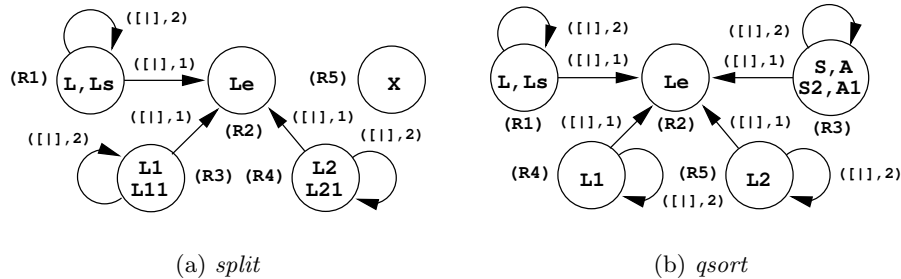 ([|],2)
(R1)
L,Ls
([|],1)
Le
(R2)
(R5)
X
([|],1)
([|],1)
([|],2)
L1
L11
(R3)
(R4)
L2
L21
([|],2)
(a) split
([|],2)
L,Ls
(R1)
([|],1)
Le
(R2)
([|],2)
([|],1)
S,A
S2,A1
(R3)
([|],1)
([|],1)
(R4)
L1
([|],2)
(R5)
L2
([|],2)
(b) qsort